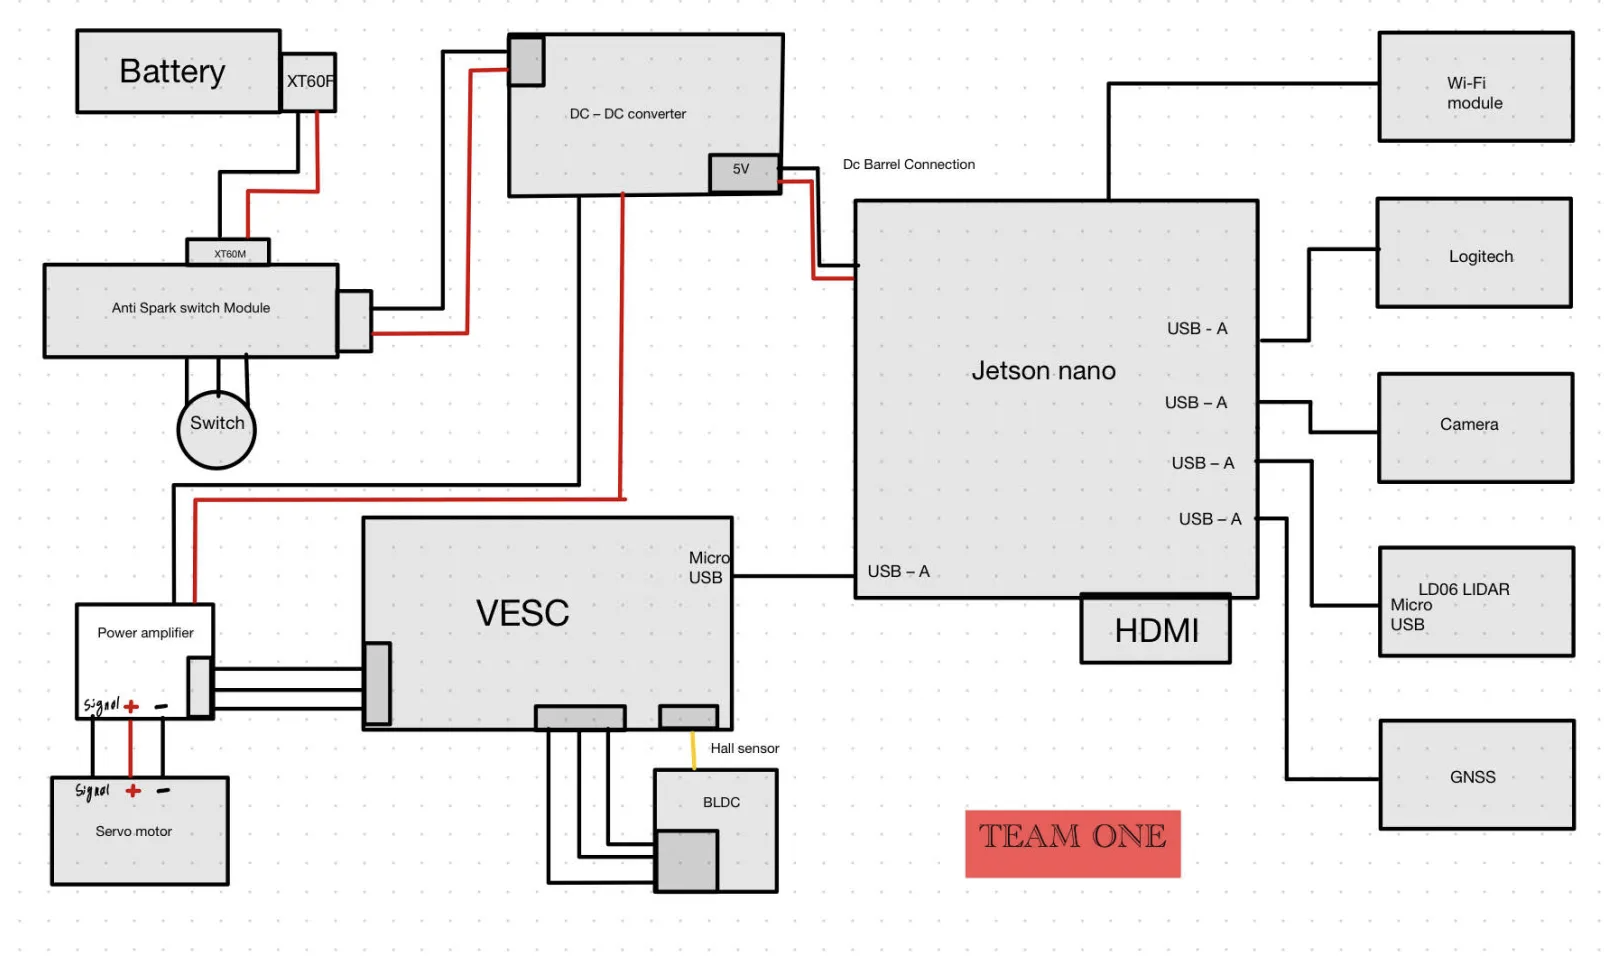 Battery
XT60F
DC – DC converter
5V
Dc Barrel Connection
Wi-Fi
module
XT60M
Anti Spark switch Module
Switch
Logitech
USB - A
Jetson nano
USB – A
Camera
USB – A
USB – A
Micro
USB
USB – A
VESC
HDMI
LD06 LIDAR
Micro
USB
Power amplifier
Signal + –
Signal + –
Servo motor
Hall sensor
BLDC
GNSS
TEAM ONE